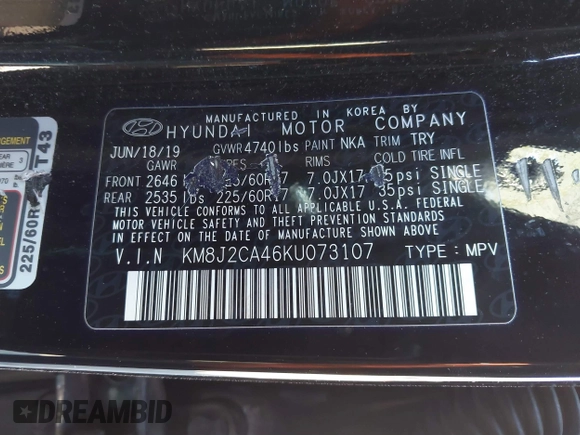 MANUFACTURED IN KOREA BY
HYUNDAI MOTOR COMPANY
JUN/18/19 GVWR 4740lbs PAINT NKA TRIM TRY
GAWR RIMS COLD TIRE INFL
FRONT 2646 7.0JX17 SINGLE
REAR 2535 lbs 225/60R17 7.0JX17 35psi SINGLE
THIS VEHICLE CONFORMS TO ALL APPLICABLE U.S.A. FEDERAL
MOTOR VEHICLE SAFETY BUMPER, AND THEFT PREVENTION STANDARDS
IN EFFECT ON THE DATE OF MANUFACTURE SHOWN ABOVE.
V.I.N KM8J2CA46KU073107 TYPE: MPV
T43
225/60R
DREAMBID